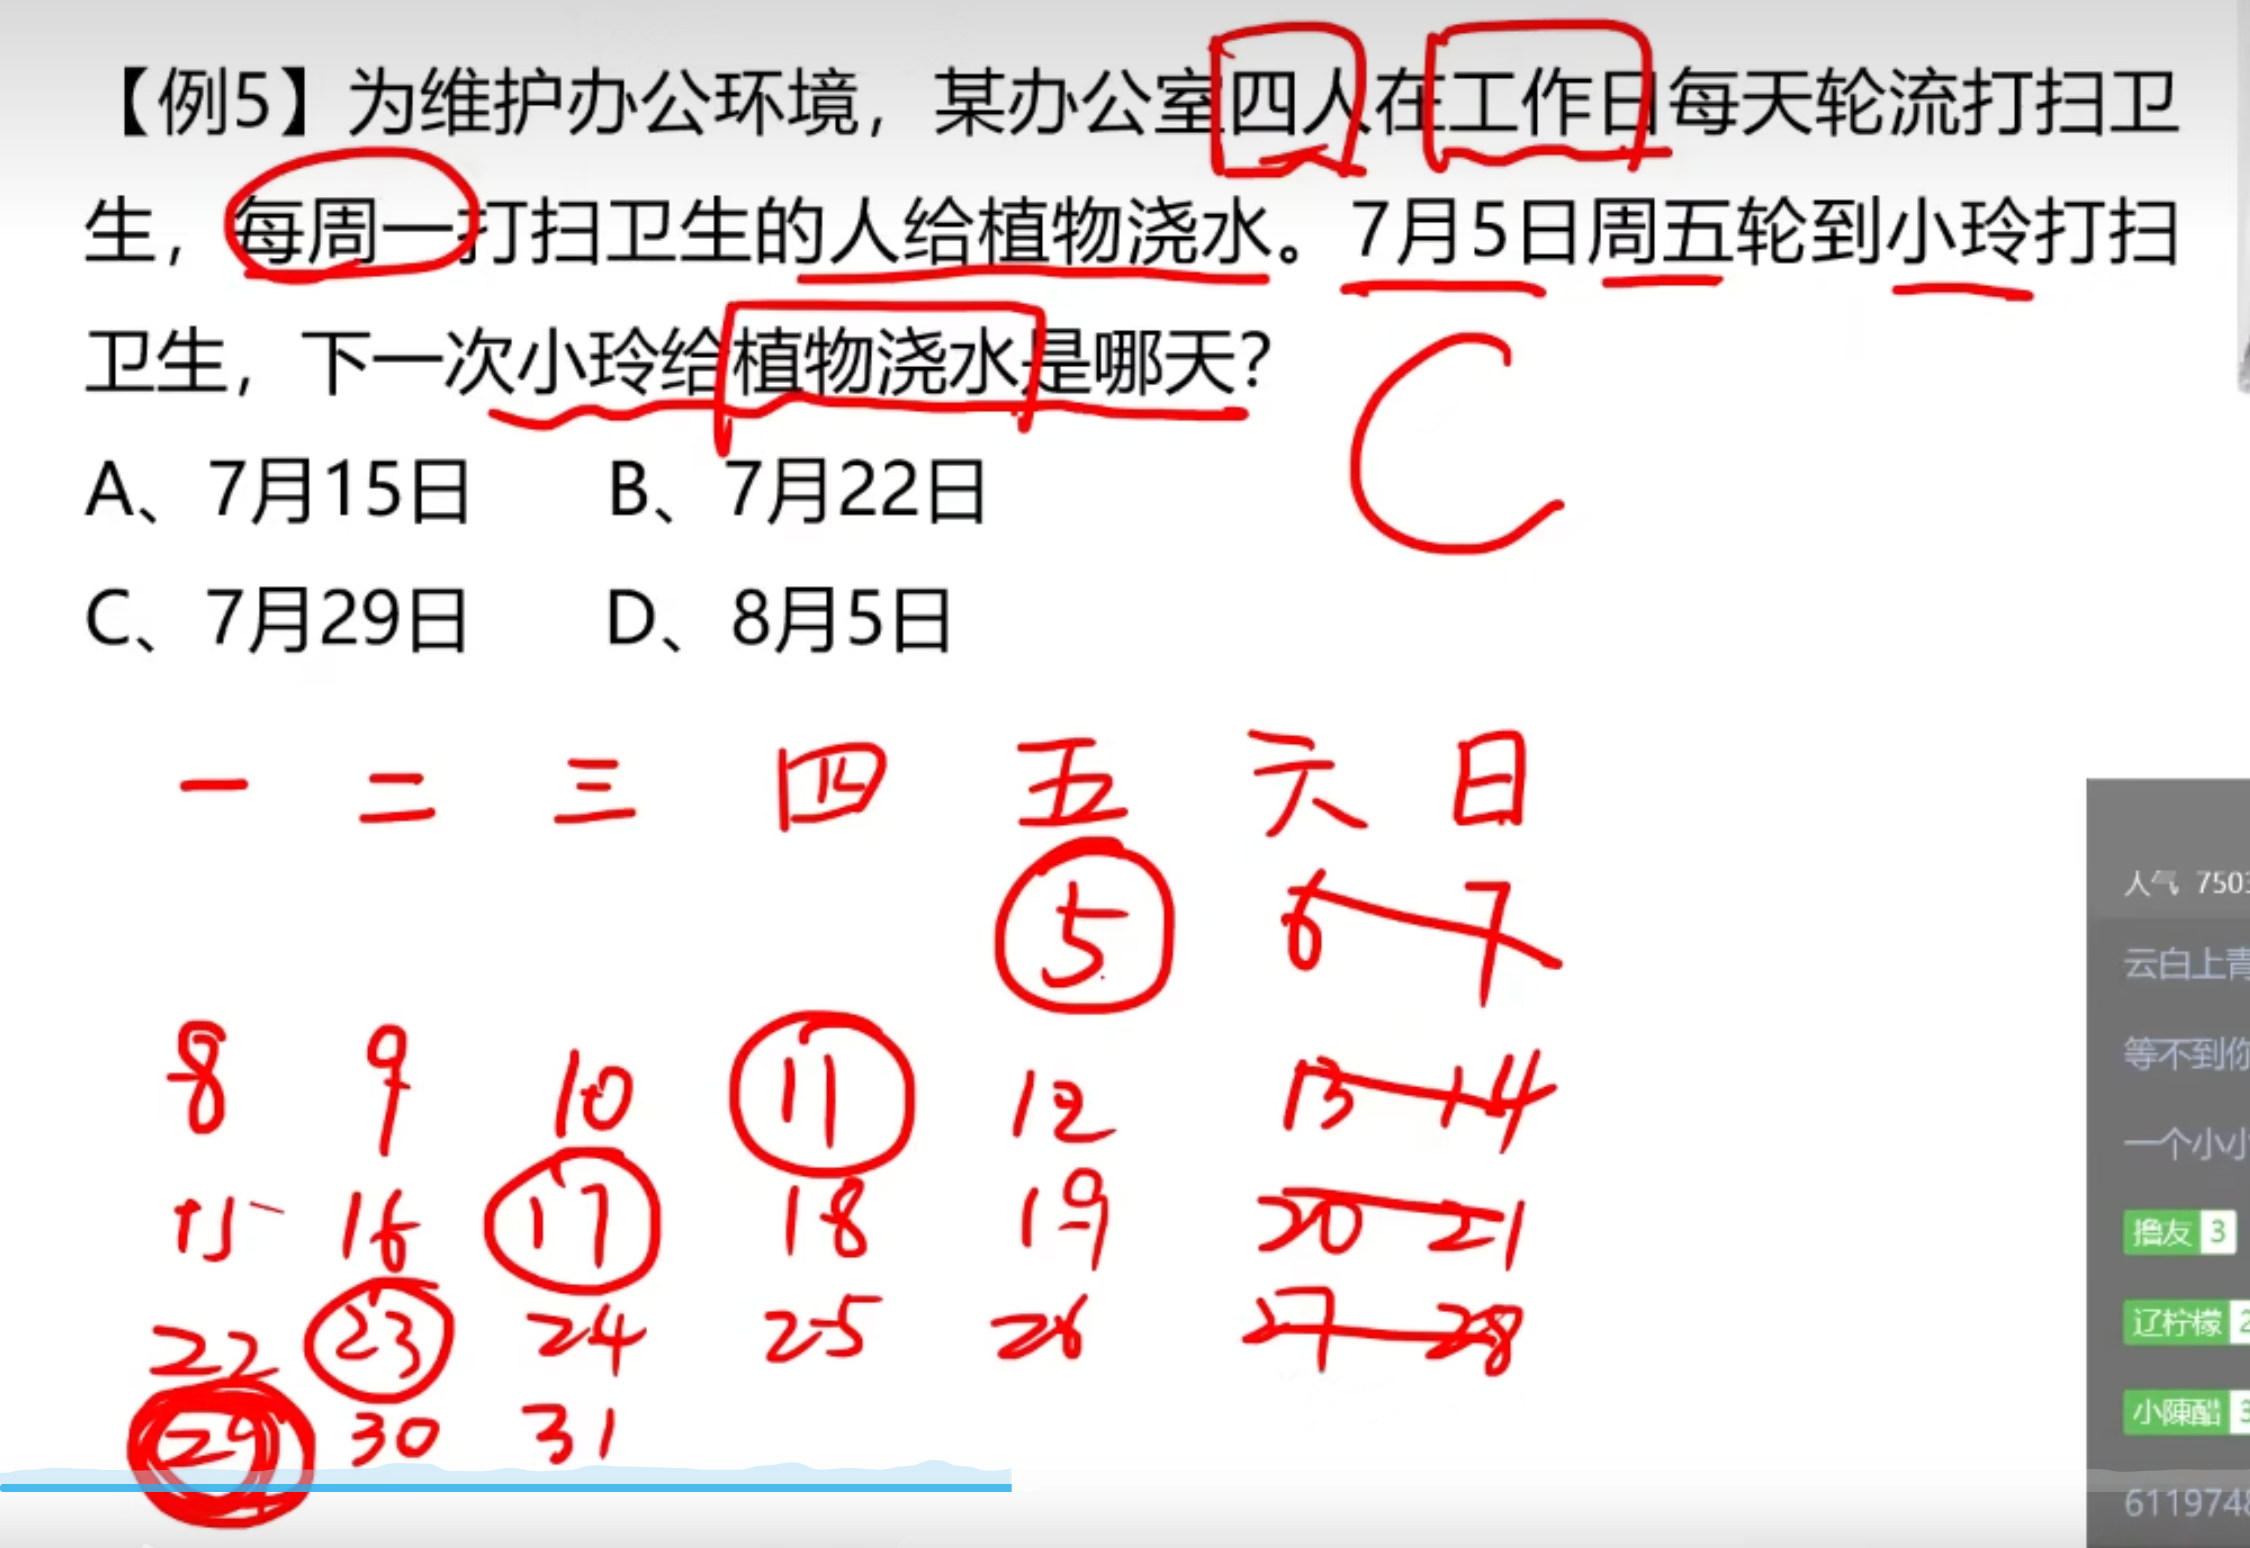 【例5】为维护办公环境，某办公室四人在工作日每天轮流打扫卫
生，每周一打扫卫生的人给植物浇水。7月5日周五轮到小玲打扫
卫生，下一次小玲给植物浇水是哪天？
C
A、7月15日 B、7月22日
C、7月29日 D、8月5日
一 二 三 四 五 六 日
5 6 7
8 9 10 11 12 13 14
15 16 17 18 19 20 21
22 23 24 25 26 27 28
29 30 31
人气 7503
云白上青
等不到你
一个小小
撸友 3
辽柠檬 2
小陳醋 3
6119748